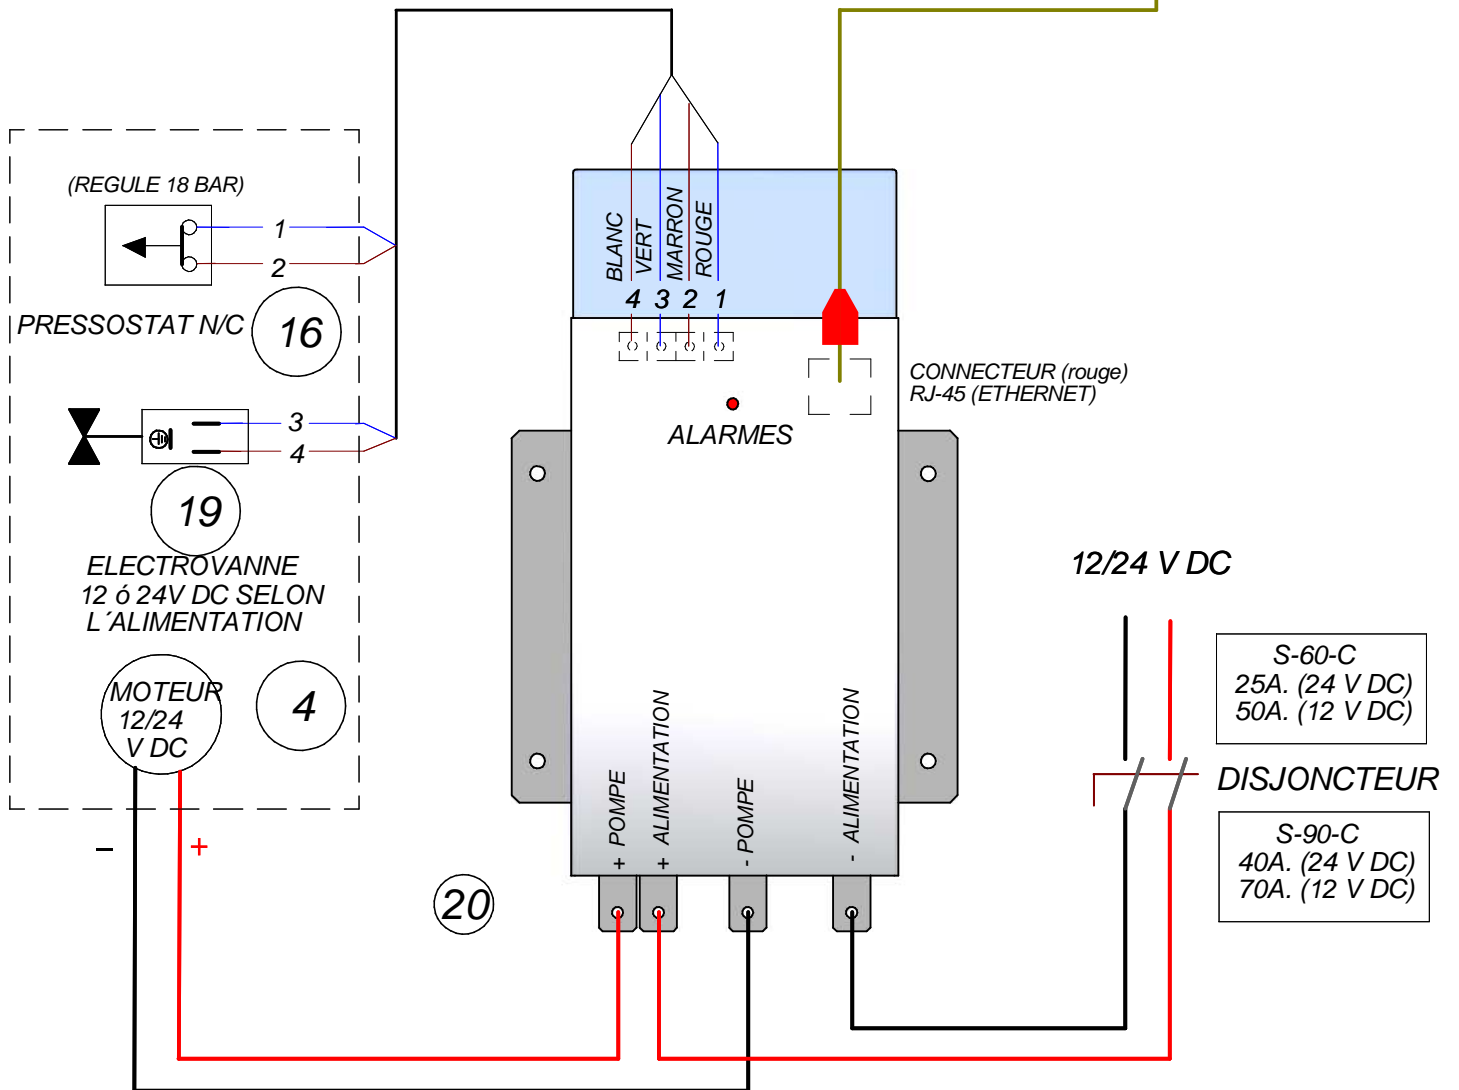 (REGULE 18 BAR)
1
2
PRESSOSTAT N/C
16
3
4
19
ELECTROVANNE
12 ó 24V DC SELON
L´ALIMENTATION
MOTEUR
12/24
V DC
4
–
+
20
BLANC
VERT
MARRON
ROUGE
4 3 2 1
CONNECTEUR (rouge)
RJ-45 (ETHERNET)
ALARMES
+ POMPE
+ ALIMENTATION
- POMPE
- ALIMENTATION
12/24 V DC
S-60-C
25A. (24 V DC)
50A. (12 V DC)
DISJONCTEUR
S-90-C
40A. (24 V DC)
70A. (12 V DC)